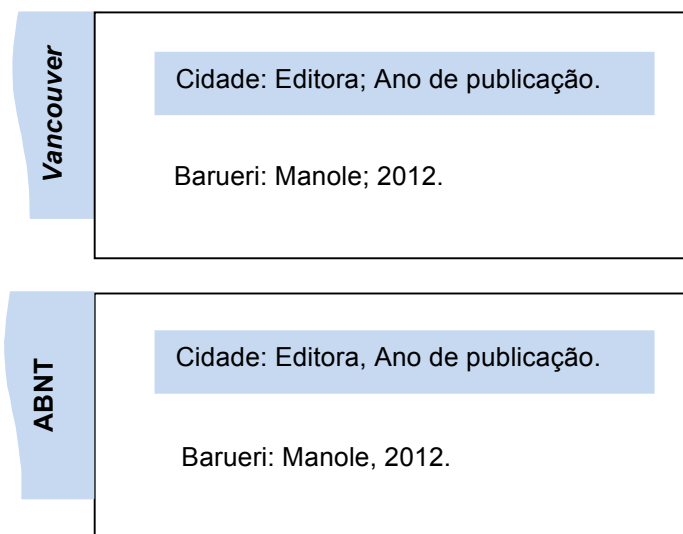 Vancouver
Cidade: Editora; Ano de publicação.
Barueri: Manole; 2012.
ABNT
Cidade: Editora, Ano de publicação.
Barueri: Manole, 2012.